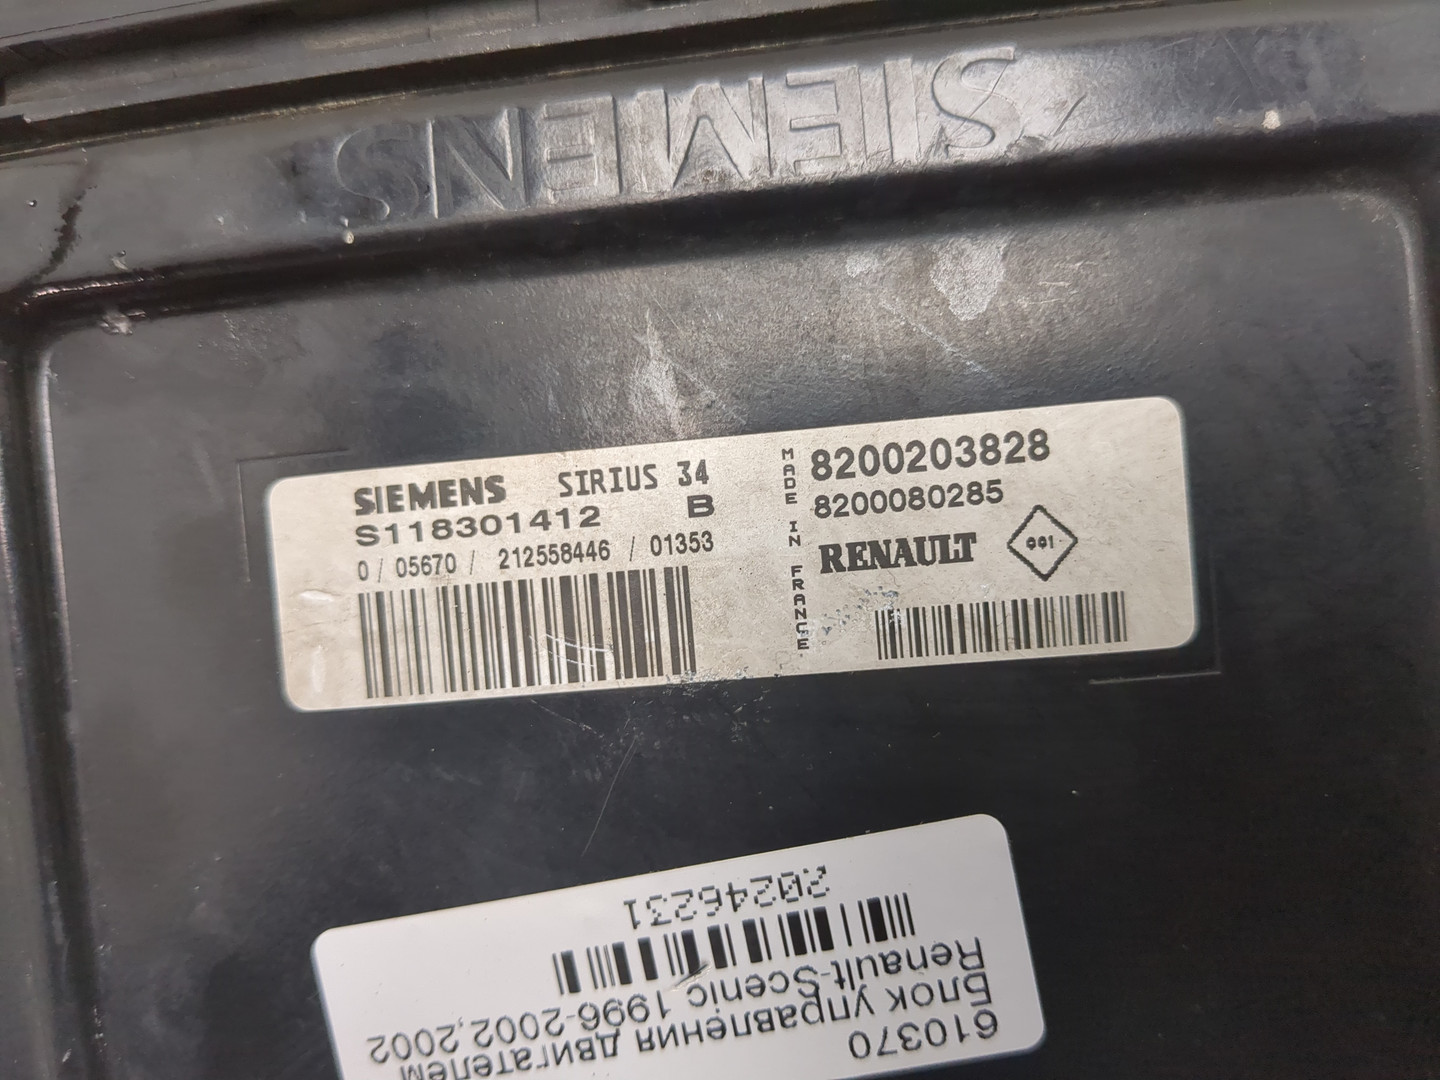 SIEMENS
SIEMENS SIRIUS 34
S118301412 B
0 / 05670 / 212558446 / 01353
MADE IN FRANCE
8200203828
8200080285
RENAULT 001
610370
Блок управления двигателем
Renault-Scenic 1996-2002,2002
20246231